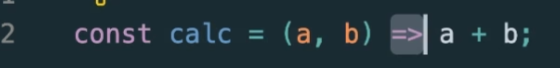 2 const calc = (a, b) => a + b;